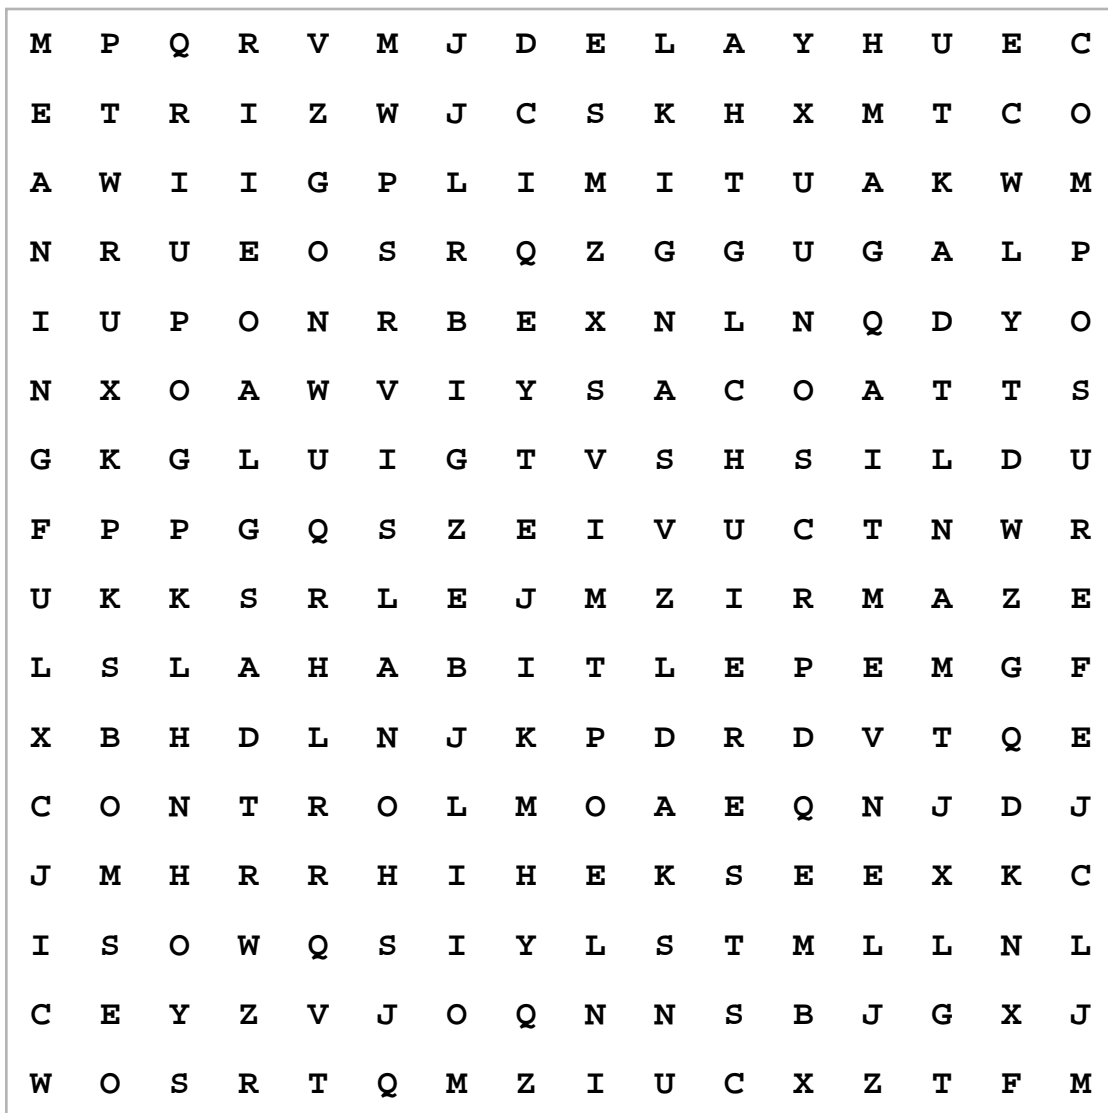 M P Q R V M J D E L A Y H U E C
E T R I Z W J C S K H X M T C O
A W I I G P L I M I T U A K W M
N R U E O S R Q Z G G U G A L P
I U P O N R B E X N L N Q D Y O
N X O A W V I Y S A C O A T T S
G K G L U I G T V S H S I L D U
F P P G Q S Z E I V U C T N W R
U K K S R L E J M Z I R M A Z E
L S L A H A B I T L E P E M G F
X B H D L N J K P D R D V T Q E
C O N T R O L M O A E Q N J D J
J M H R R H I H E K S E E X K C
I S O W Q S I Y L S T M L L N L
C E Y Z V J O Q N N S B J G X J
W O S R T Q M Z I U C X Z T F M